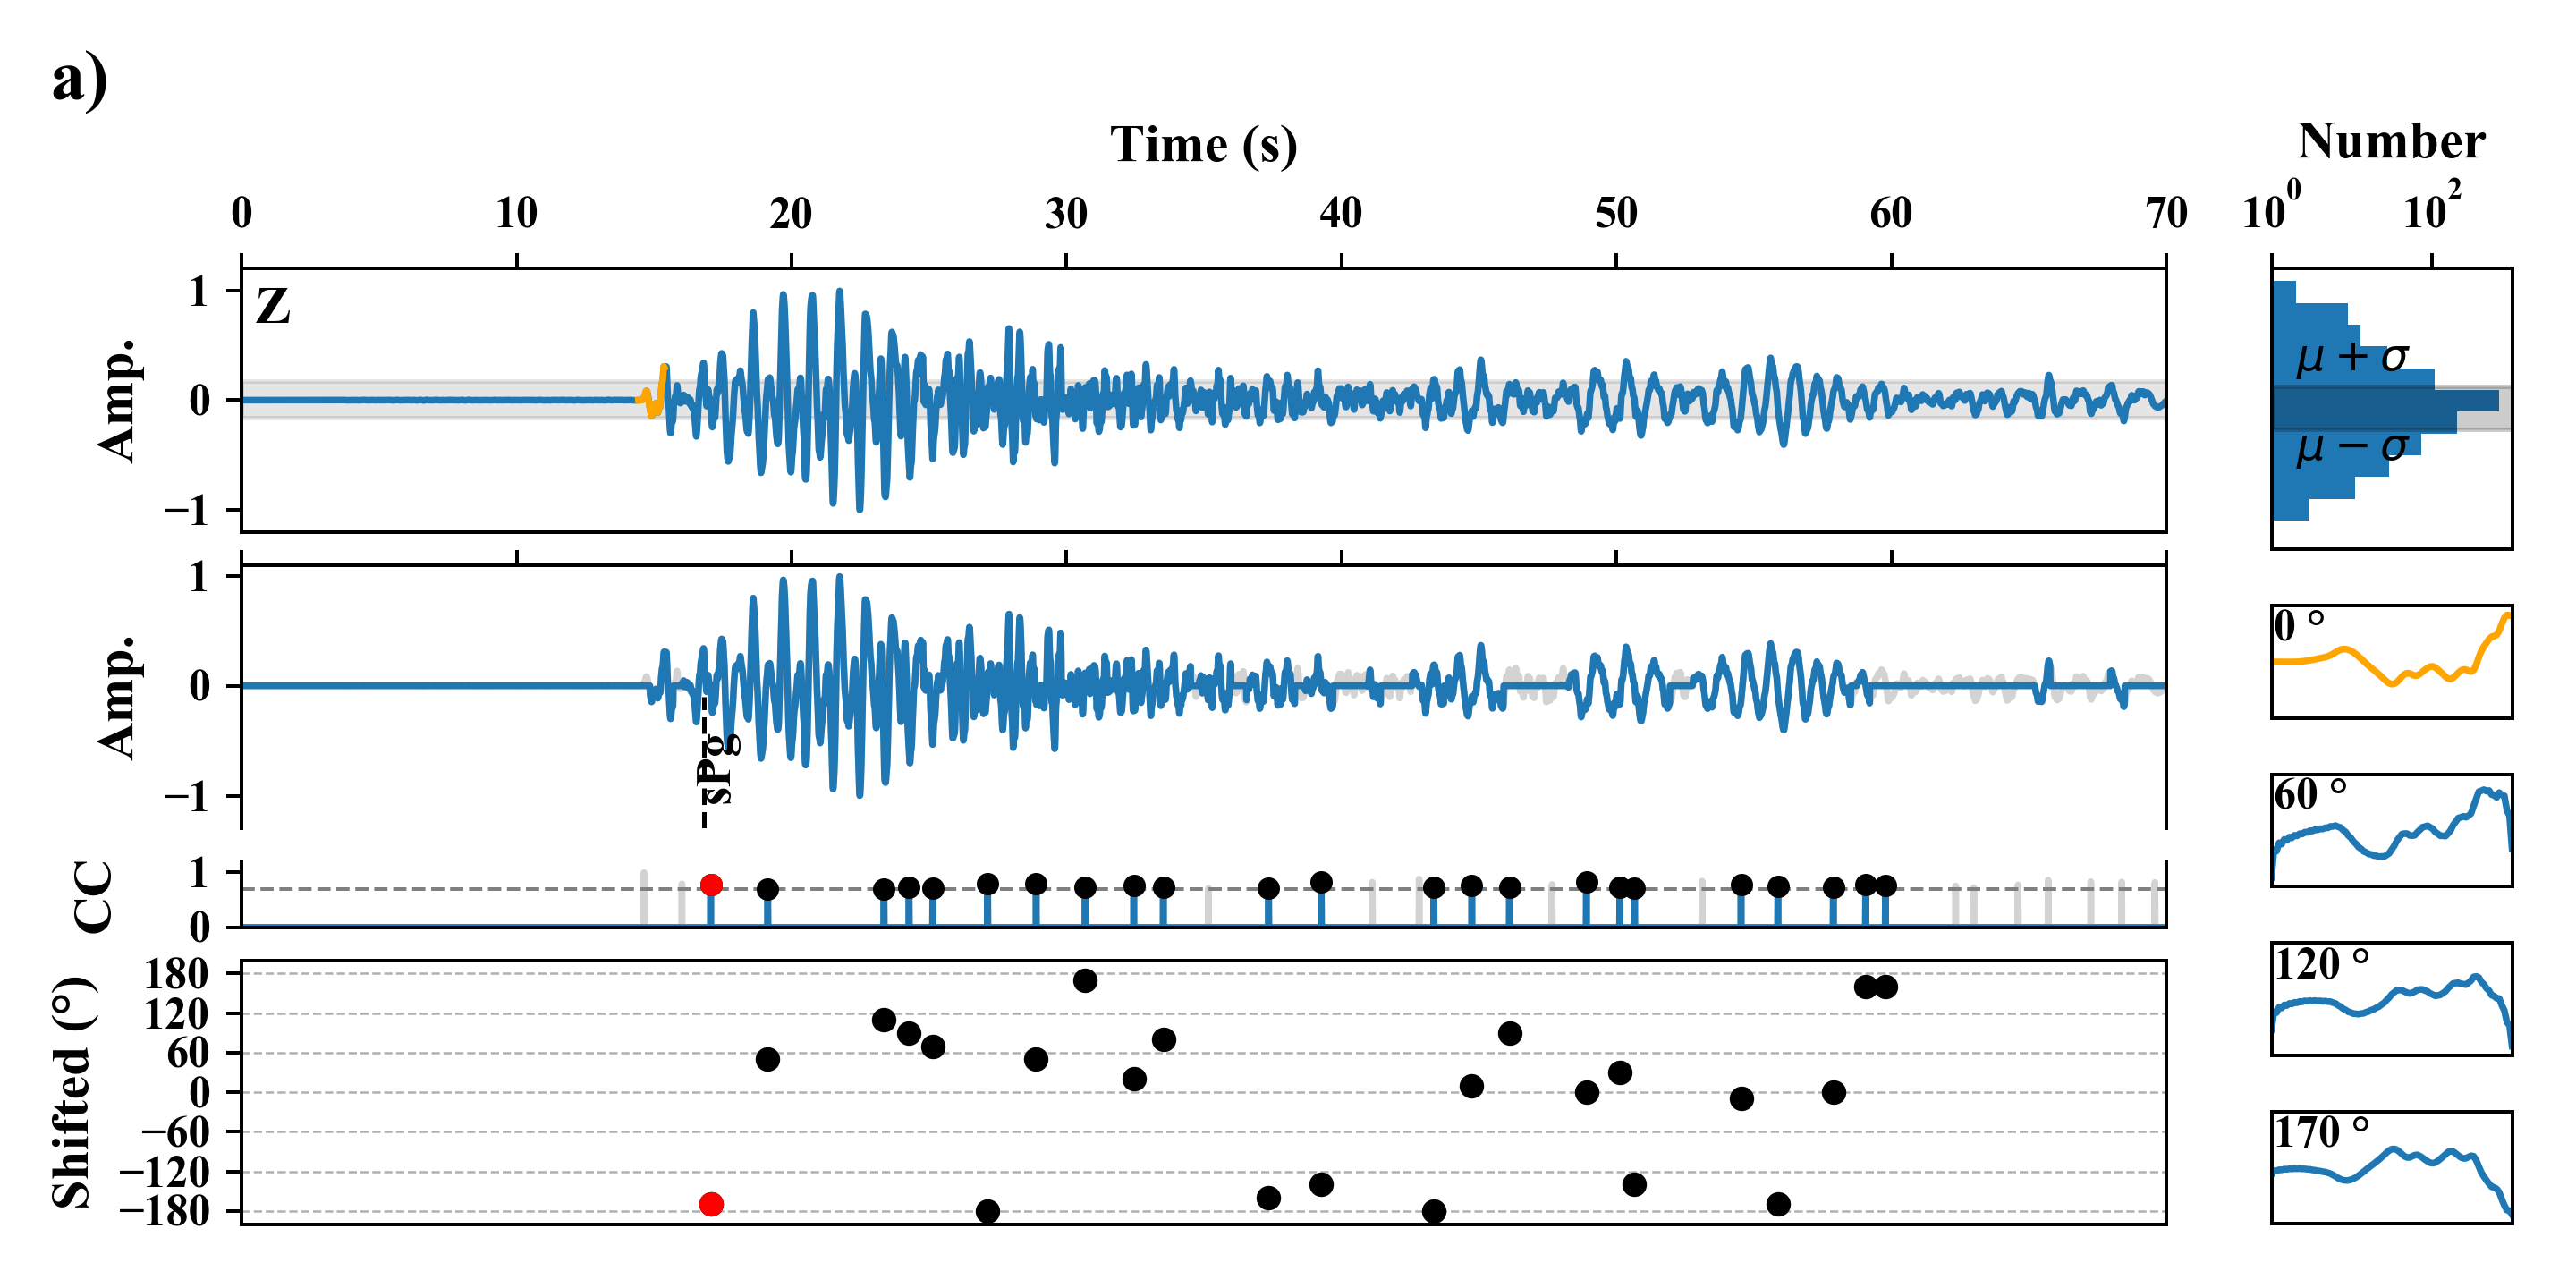 a)
Time (s)
Number
0 10 20 30 40 50 60 70
10^0 10^2
Z
Amp.
1
0
−1
μ + σ
μ − σ
Amp.
1
0
−1
sPg
0 °
60 °
CC
1
0
120 °
Shifted (°)
180
120
60
0
−60
−120
−180
170 °